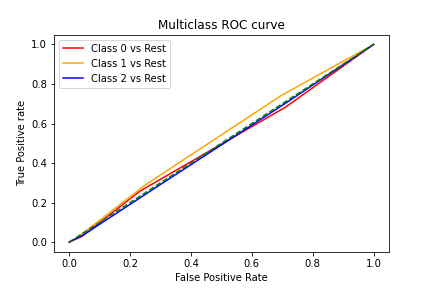 Multiclass ROC curve
Class 0 vs Rest
Class 1 vs Rest
Class 2 vs Rest
1.0
0.8
0.6
0.4
0.2
0.0
True Positive rate
0.0 0.2 0.4 0.6 0.8 1.0
False Positive Rate